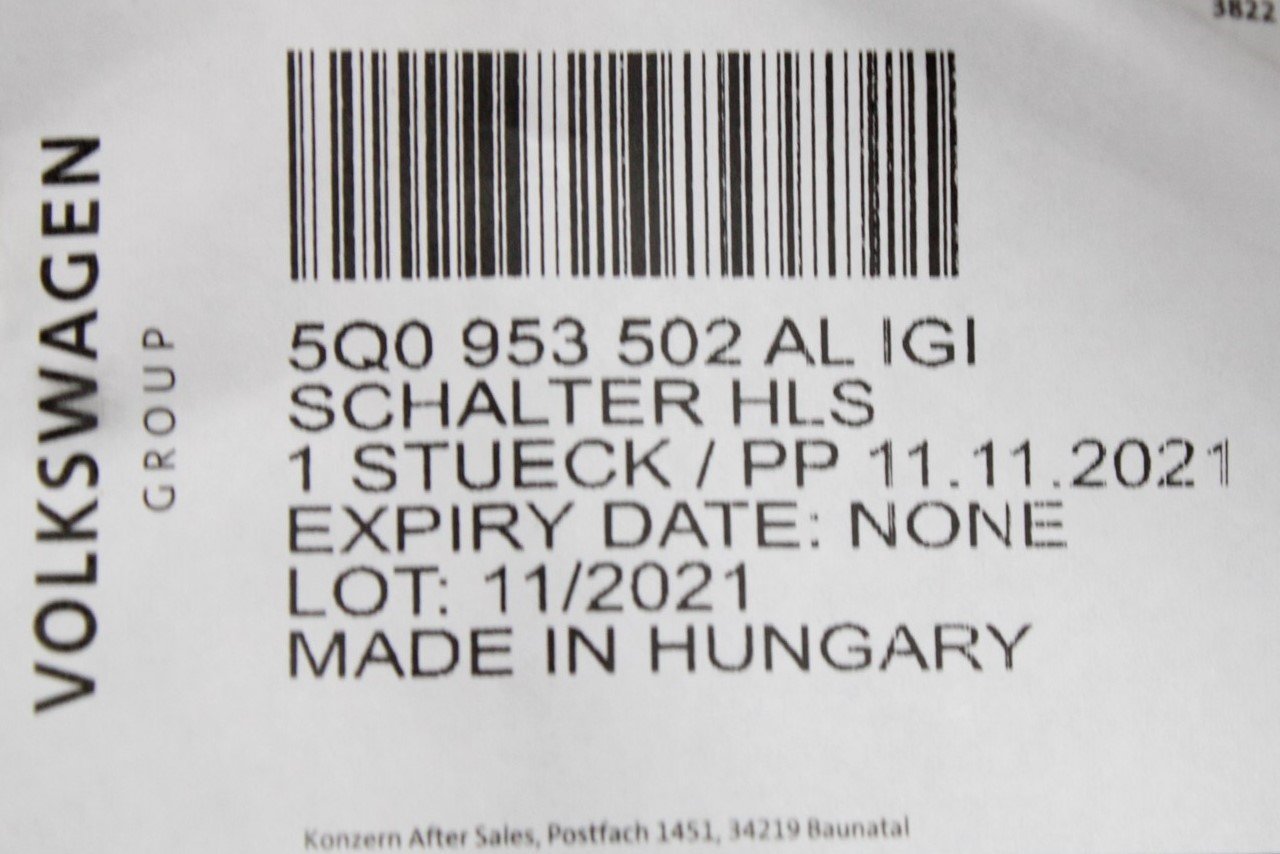 3822
VOLKSWAGEN
GROUP
5Q0 953 502 AL IGI
SCHALTER HLS
1 STUECK / PP 11.11.2021
EXPIRY DATE: NONE
LOT: 11/2021
MADE IN HUNGARY
Konzern After Sales, Postfach 1451, 34219 Baunatal